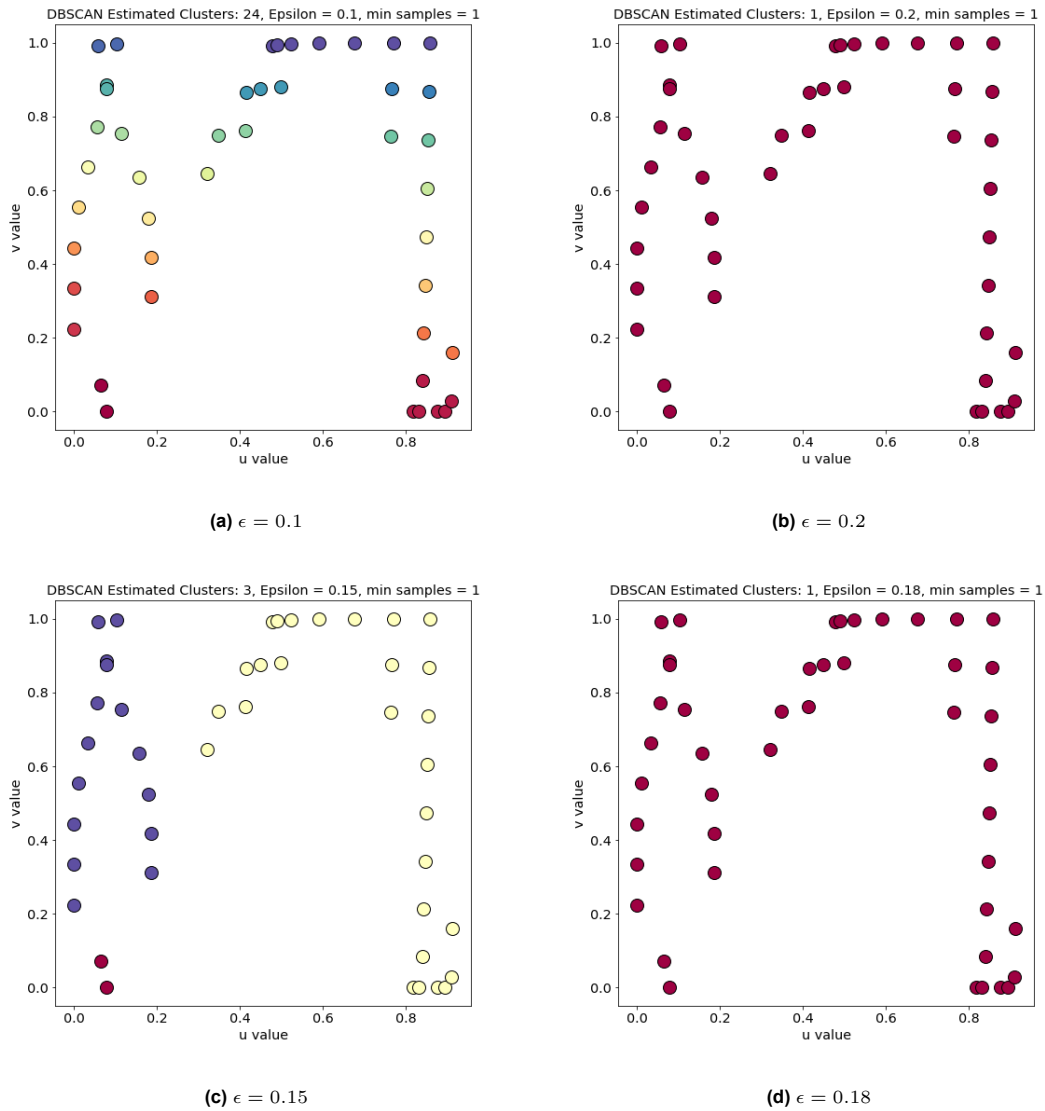 DBSCAN Estimated Clusters: 24, Epsilon = 0.1, min samples = 1
1.0
0.8
0.6
0.4
0.2
0.0
v value
0.0 0.2 0.4 0.6 0.8
u value
(a) ϵ = 0.1
DBSCAN Estimated Clusters: 1, Epsilon = 0.2, min samples = 1
1.0
0.8
0.6
0.4
0.2
0.0
v value
0.0 0.2 0.4 0.6 0.8
u value
(b) ϵ = 0.2
DBSCAN Estimated Clusters: 3, Epsilon = 0.15, min samples = 1
1.0
0.8
0.6
0.4
0.2
0.0
v value
0.0 0.2 0.4 0.6 0.8
u value
(c) ϵ = 0.15
DBSCAN Estimated Clusters: 1, Epsilon = 0.18, min samples = 1
1.0
0.8
0.6
0.4
0.2
0.0
v value
0.0 0.2 0.4 0.6 0.8
u value
(d) ϵ = 0.18